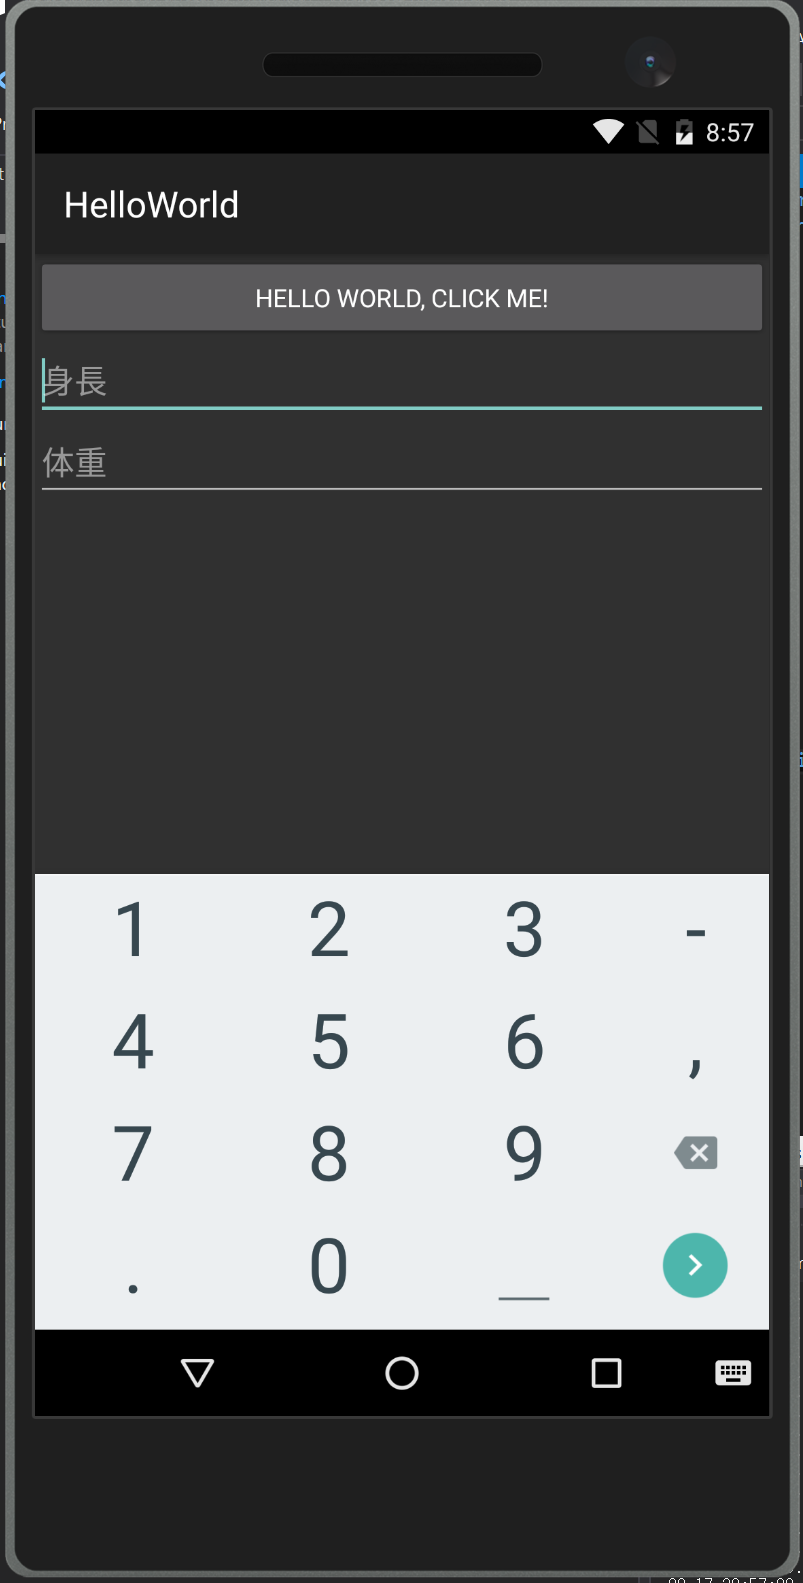 8:57
HelloWorld
HELLO WORLD, CLICK ME!
身長
体重
1 2 3 -
4 5 6 ,
7 8 9
. 0 _